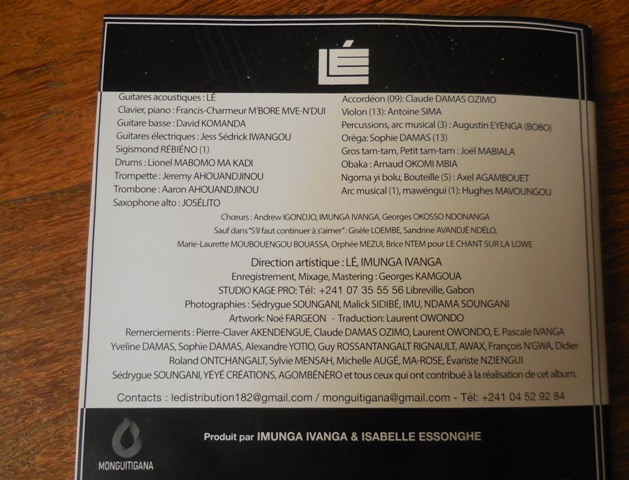 LÉ
Guitares acoustiques : LÉ
Clavier, piano : Francis-Charmeur M'BORE MVE-N'DUI
Guitare basse : David KOMANDA
Guitares électriques : Jess Sédrick IWANGOU
Sigismond RÉBIÉNO (1)
Drums : Lionel MABOMO MA KADI
Trompette : Jeremy AHOUANDJINOU
Trombone : Aaron AHOUANDJINOU
Saxophone alto : JOSÉLITO
Accordéon (09): Claude DAMAS OZIMO
Violon (13): Antoine SIMA
Percussions, arc musical (3) : Augustin EYENGA (BOBO)
Orèga: Sophie DAMAS (13)
Gros tam-tam, Petit tam-tam : Joël MABIALA
Obaka : Arnaud OKOMI MBIA
Ngoma yi bolu, Bouteille (5) : Axel AGAMBOUET
Arc musical (1), mawéngui (1): Hughes MAVOUNGOU
Chœurs : Andrew IGONDJO, IMUNGA IVANGA, Georges OKOSSO NDONANGA
Sauf dans "S'il faut continuer à s'aimer" : Gisèle LOEMBE, Sandrine AVANDJÈ NDÉLO,
Marie-Laurette MOUBOUENGOU BOUASSA, Orphée MEZUI, Brice NTEM pour LE CHANT SUR LA LOWE
Direction artistique : LÉ, IMUNGA IVANGA
Enregistrement, Mixage, Mastering : Georges KAMGOUA
STUDIO KAGE PRO: Tél: +241 07 35 55 56 Libreville, Gabon
Photographies : Sédrygue SOUNGANI, Malick SIDIBÉ, IMU, NDAMA SOUNGANI
Artwork: Noé FARGEON - Traduction: Laurent OWONDO
Remerciements : Pierre-Claver AKENDENGUE, Claude DAMAS OZIMO, Laurent OWONDO, E. Pascale IVANGA
Yveline DAMAS, Sophie DAMAS, Alexandre YOTIO, Guy ROSSANTANGALT RIGNAULT, AWAX, François N'GWA, Didier
Roland ONTCHANGALT, Sylvie MENSAH, Michelle AUGÉ, MA-ROSE, Évariste NZIENGUI
Sédrygue SOUNGANI, YÉYÉ CRÉATIONS, AGOMBÉNÈRO et tous ceux qui ont contribué à la réalisation de cet album.
Contacts : ledistribution182@gmail.com / monguitigana@gmail.com - Tél: +241 04 52 92 84
Produit par IMUNGA IVANGA & ISABELLE ESSONGHE
MONGUITIGANA